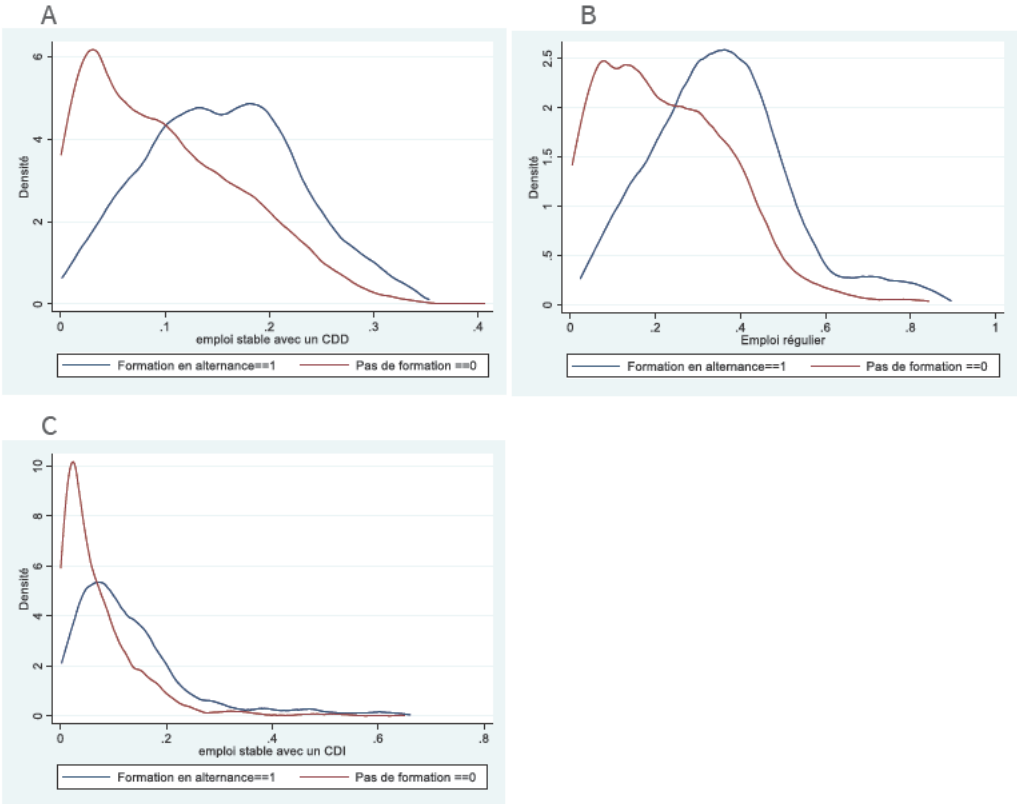 A
Densité
6
4
2
0
0 .1 .2 .3 .4
emploi stable avec un CDD
Formation en alternance==1 Pas de formation ==0
B
Densité
2.5
2
1.5
1
.5
0
0 .2 .4 .6 .8 1
Emploi régulier
Formation en alternance==1 Pas de formation ==0
C
Densité
10
8
6
4
2
0
0 .2 .4 .6 .8
emploi stable avec un CDI
Formation en alternance==1 Pas de formation ==0